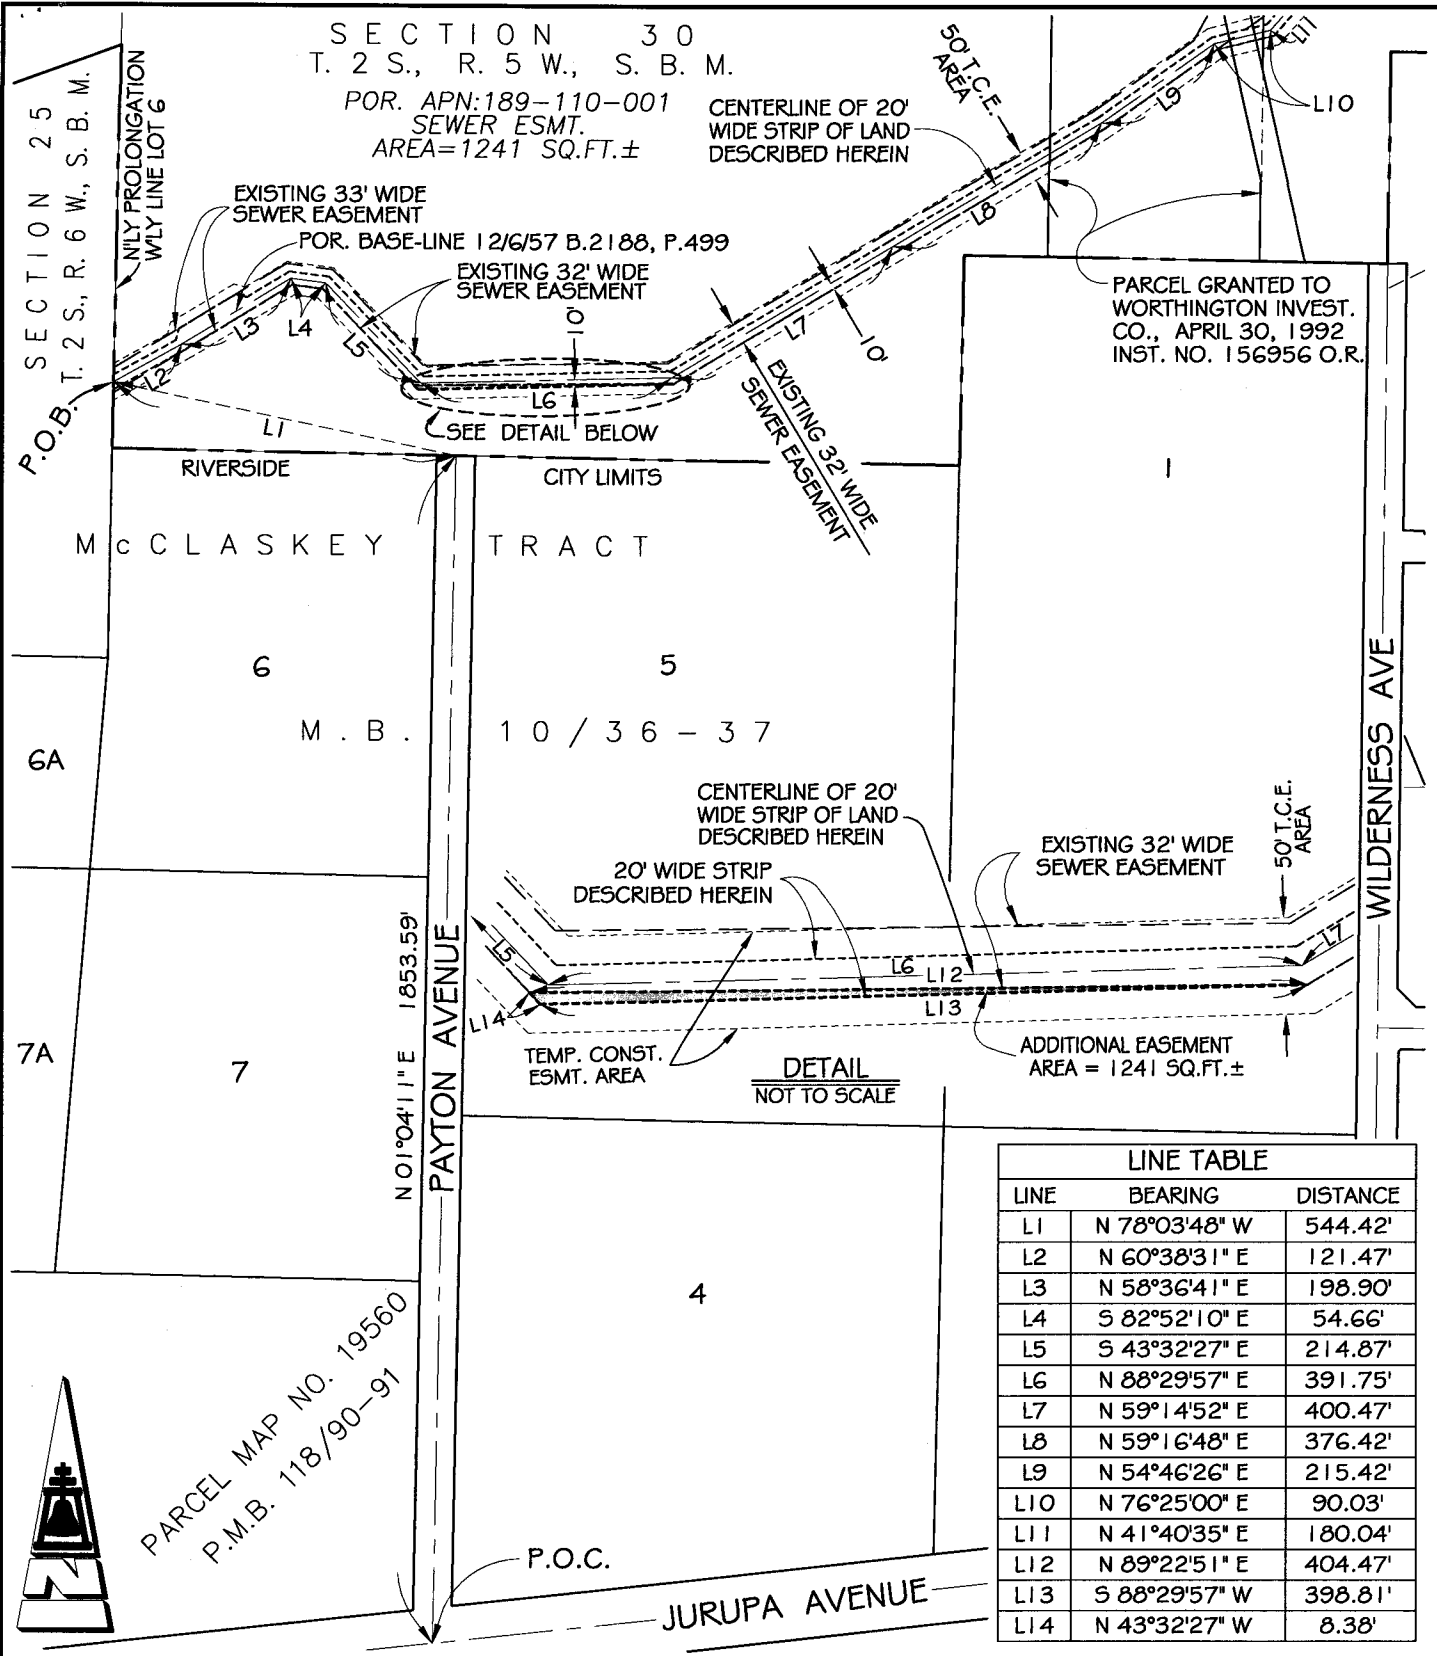 SECTION 30
T. 2 S., R. 5 W., S. B. M.
POR. APN:189-110-001
SEWER ESMT.
AREA=1241 SQ.FT.±
SECTION 25
T. 2 S., R. 6 W., S. B. M.
N'LY PROLONGATION
W'LY LINE LOT 6
50' T.C.E.
AREA
CENTERLINE OF 20'
WIDE STRIP OF LAND
DESCRIBED HEREIN
L11
L10
L9
L8
EXISTING 33' WIDE
SEWER EASEMENT
POR. BASE-LINE 12/6/57 B.2188, P.499
EXISTING 32' WIDE
SEWER EASEMENT
PARCEL GRANTED TO
WORTHINGTON INVEST.
CO., APRIL 30, 1992
INST. NO. 156956 O.R.
L2
L3
L4
L5
10'
L6
L7
10'
P.O.B.
L1
SEE DETAIL BELOW
EXISTING 32' WIDE
SEWER EASEMENT
RIVERSIDE
CITY LIMITS
1
McCLASKEY TRACT
6
5
M.B. 10/36-37
6A
WILDERNESS AVE
CENTERLINE OF 20'
WIDE STRIP OF LAND
DESCRIBED HEREIN
20' WIDE STRIP
DESCRIBED HEREIN
EXISTING 32' WIDE
SEWER EASEMENT
50' T.C.E.
AREA
L5
L6
L7
L12
L13
L14
TEMP. CONST.
ESMT. AREA
DETAIL
NOT TO SCALE
ADDITIONAL EASEMENT
AREA = 1241 SQ.FT.±
7A
7
N 01°04'11" E 1853.59'
PAYTON AVENUE
4
PARCEL MAP NO. 19560
P.M.B. 118/90-91
N
P.O.C.
JURUPA AVENUE
LINE TABLE
LINE BEARING DISTANCE
L1 N 78°03'48" W 544.42'
L2 N 60°38'31" E 121.47'
L3 N 58°36'41" E 198.90'
L4 S 82°52'10" E 54.66'
L5 S 43°32'27" E 214.87'
L6 N 88°29'57" E 391.75'
L7 N 59°14'52" E 400.47'
L8 N 59°16'48" E 376.42'
L9 N 54°46'26" E 215.42'
L10 N 76°25'00" E 90.03'
L11 N 41°40'35" E 180.04'
L12 N 89°22'51" E 404.47'
L13 S 88°29'57" W 398.81'
L14 N 43°32'27" W 8.38'